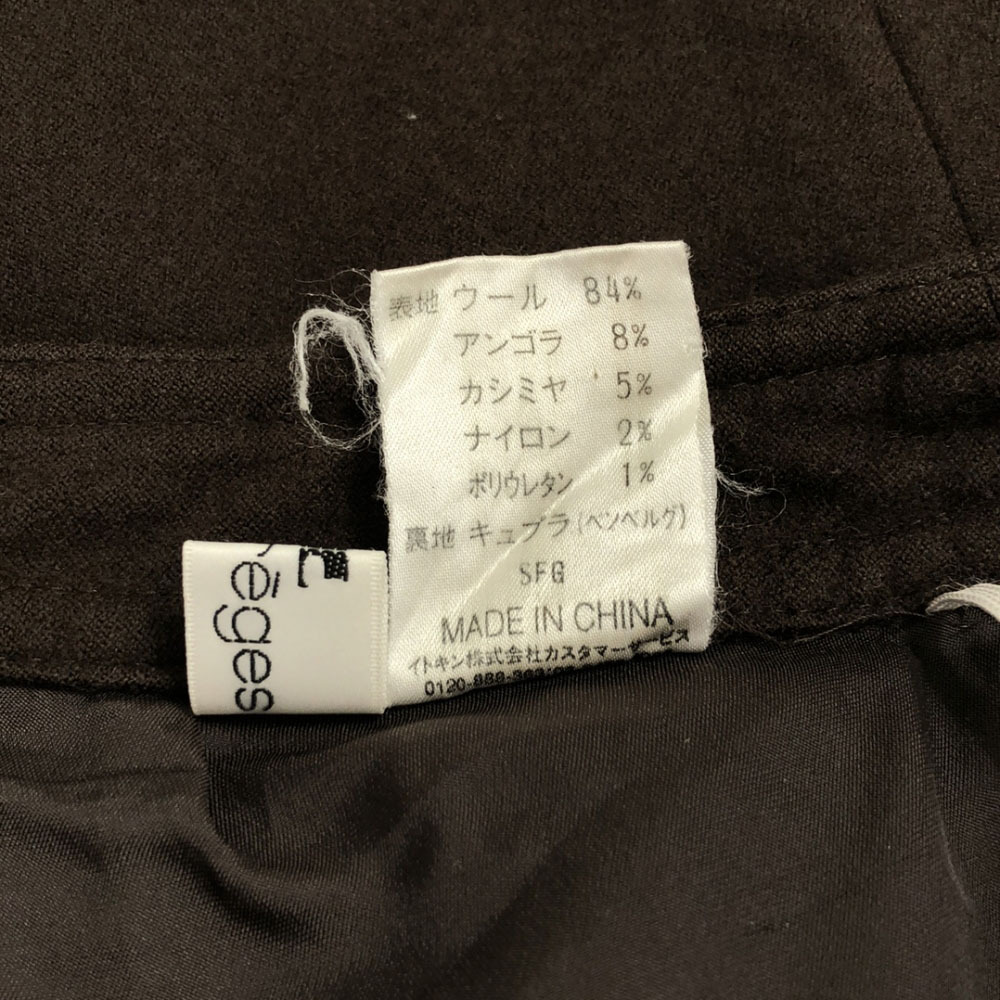 表地 ウール 84%
アンゴラ 8%
カシミヤ 5%
ナイロン 2%
ポリウレタン 1%
裏地 キュプラ(ベンベルグ)
SFG
MADE IN CHINA
イトキン株式会社カスタマーサービス
0120-888-
règes